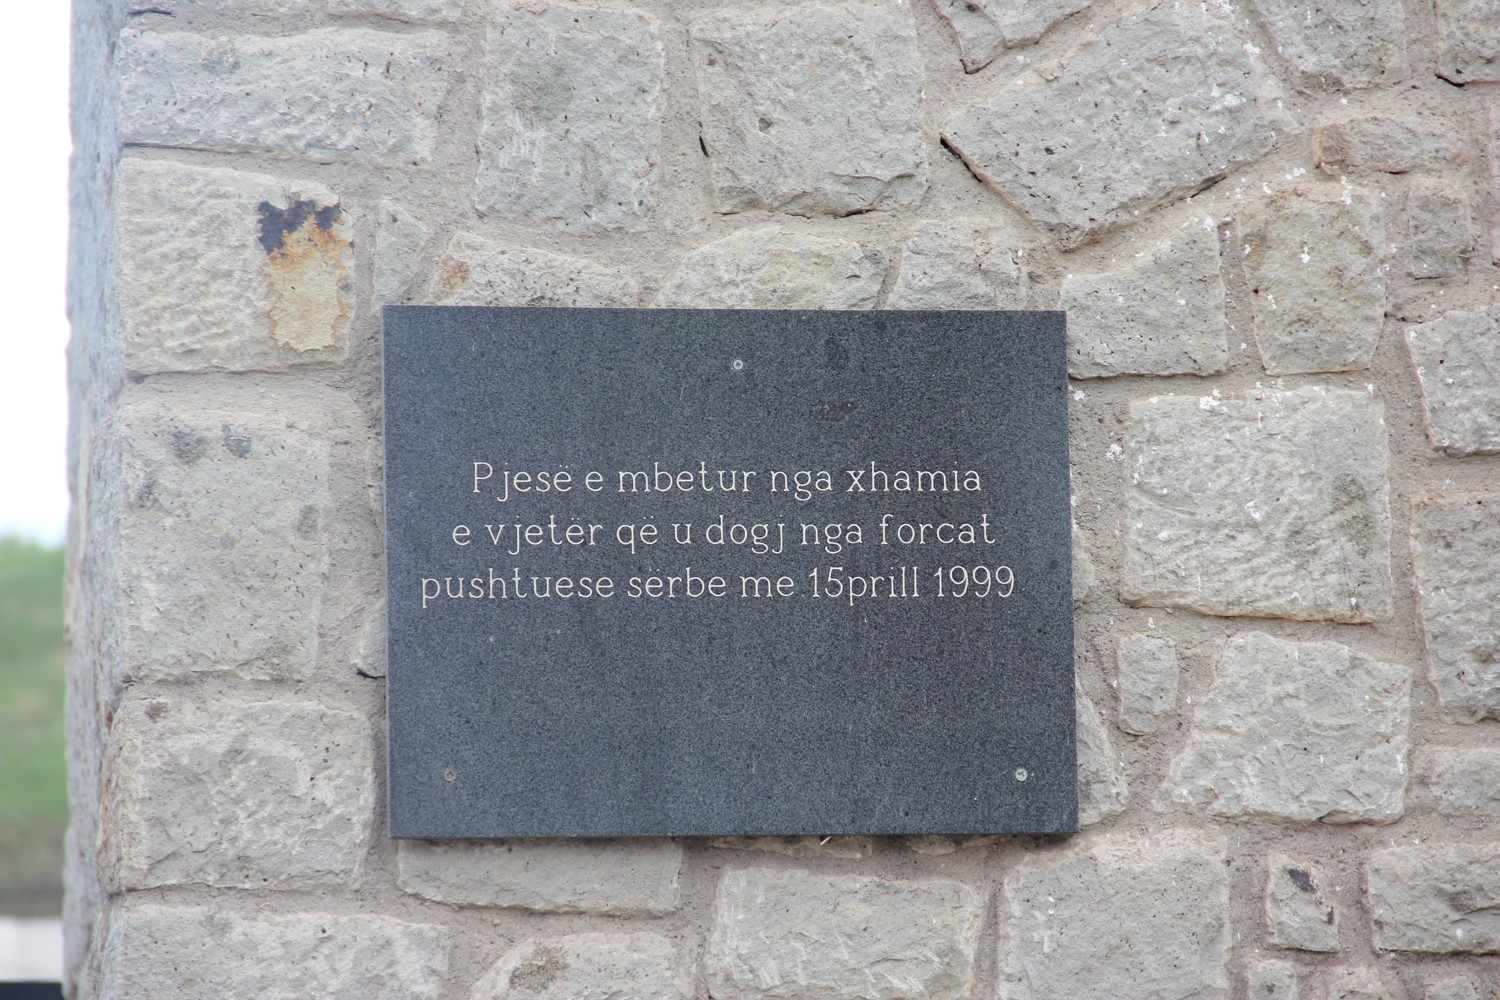 Pjesë e mbetur nga xhamia
e vjetër që u dogj nga forcat
pushtuese sërbe me 15prill 1999